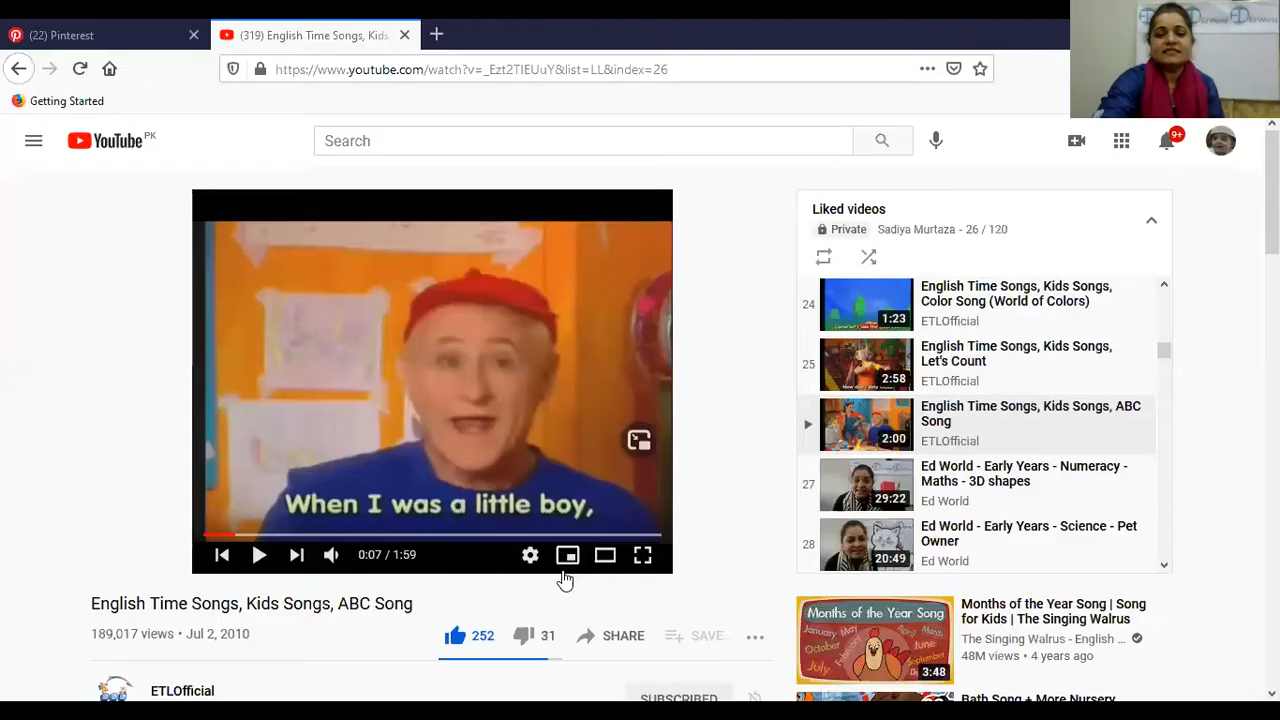 (22) Pinterest
(319) English Time Songs, Kids
https://www.youtube.com/watch?v=_Ezt2TIEUuY&list=LL&index=26
Getting Started
YouTube PK
Search
9+
When I was a little boy,
0:07 / 1:59
English Time Songs, Kids Songs, ABC Song
189,017 views • Jul 2, 2010
252
31
SHARE
SAVE
ETLOfficial
SUBSCRIBED
Liked videos
Private Sadiya Murtaza - 26 / 120
24
1:23
English Time Songs, Kids Songs,
Color Song (World of Colors)
ETLOfficial
25
2:58
English Time Songs, Kids Songs,
Let's Count
ETLOfficial
2:00
English Time Songs, Kids Songs, ABC
Song
ETLOfficial
27
29:22
Ed World - Early Years - Numeracy -
Maths - 3D shapes
Ed World
28
20:49
Ed World - Early Years - Science - Pet
Owner
Ed World
Months of the Year Song
January
February
June
July
August
October
November
3:48
Months of the Year Song | Song
for Kids | The Singing Walrus
The Singing Walrus - English ...
48M views • 4 years ago
Bath Song + More Nursery